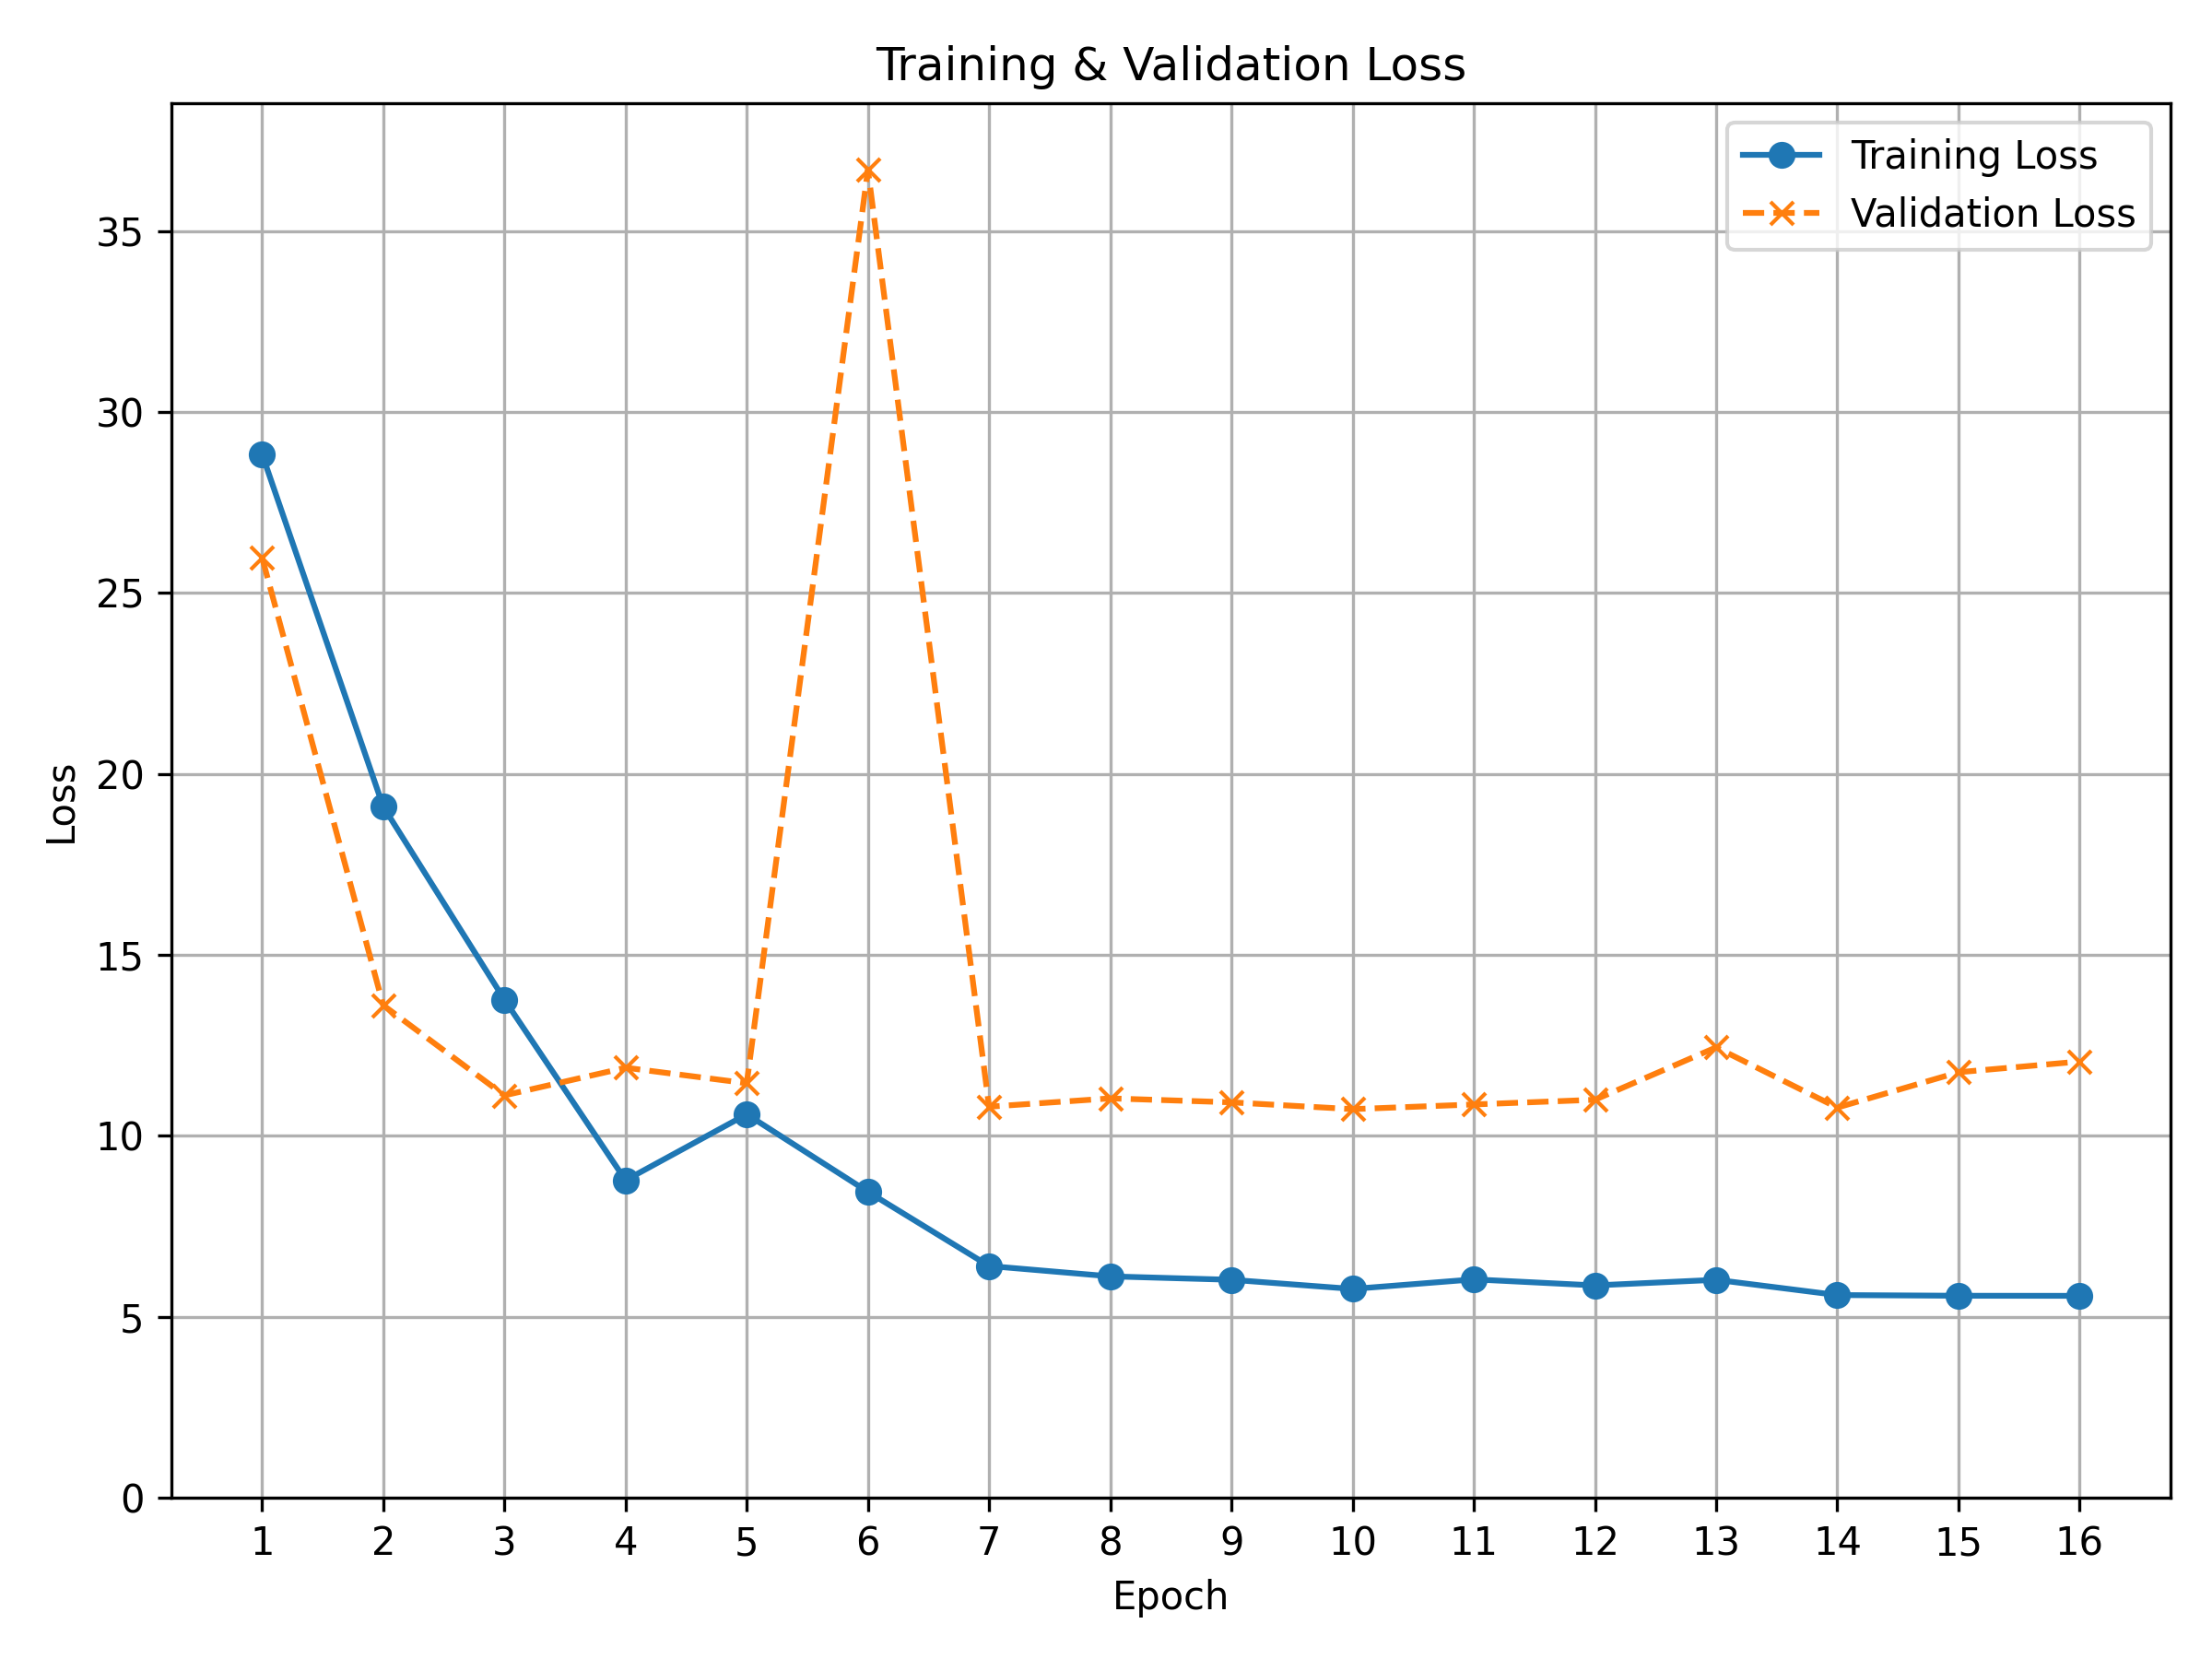 Training & Validation Loss
Training Loss
Validation Loss
35
30
25
20
15
10
5
0
Loss
1 2 3 4 5 6 7 8 9 10 11 12 13 14 15 16
Epoch